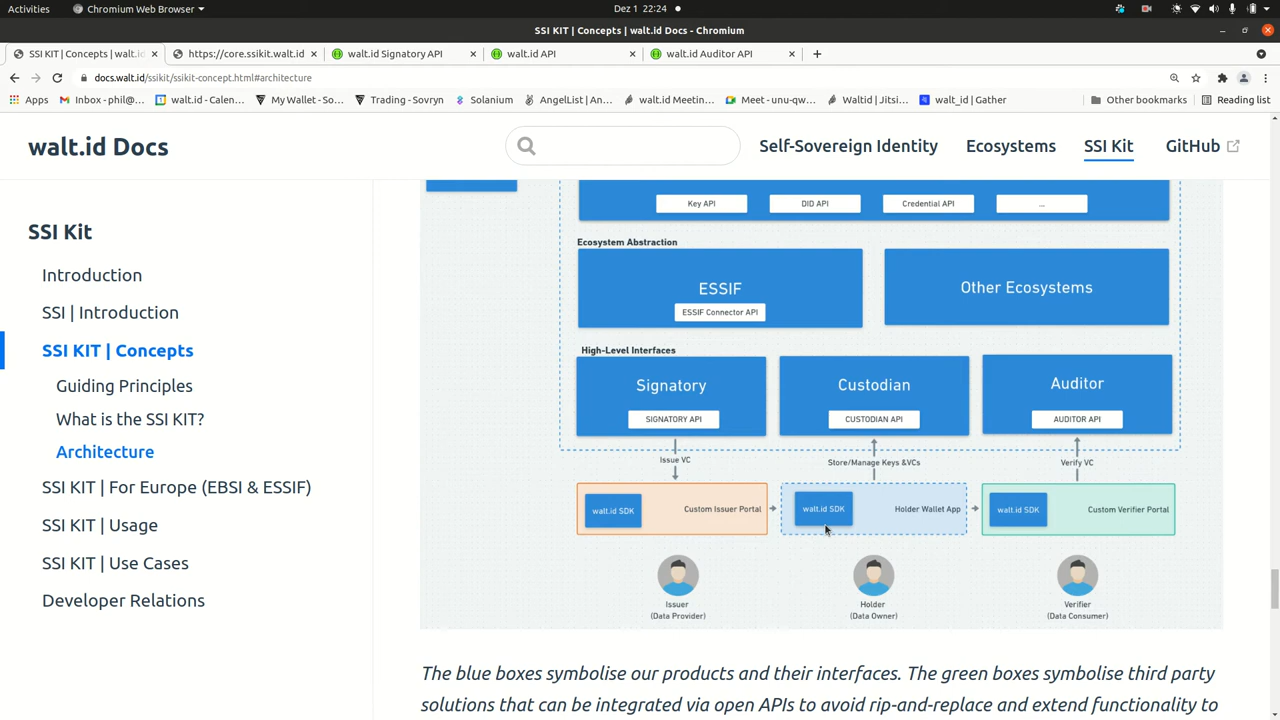 Activities
Chromium Web Browser
Dez 1 22:24
SSI KIT | Concepts | walt.id Docs - Chromium
SSI KIT | Concepts | walt.id
https://core.ssikit.walt.id
walt.id Signatory API
walt.id API
walt.id Auditor API
docs.walt.id/ssikit/ssikit-concept.html#architecture
Apps
Inbox - phil@...
walt.id - Calen...
My Wallet - So...
Trading - Sovryn
Solanium
AngelList | An...
walt.id Meetin...
Meet - unu-qw...
Waltid | Jitsi...
walt_id | Gather
Other bookmarks
Reading list
walt.id Docs
Self-Sovereign Identity
Ecosystems
SSI Kit
GitHub
SSI Kit
Introduction
SSI | Introduction
SSI KIT | Concepts
Guiding Principles
What is the SSI KIT?
Architecture
SSI KIT | For Europe (EBSI & ESSIF)
SSI KIT | Usage
SSI KIT | Use Cases
Developer Relations
Key API
DID API
Credential API
...
Ecosystem Abstraction
ESSIF
ESSIF Connector API
Other Ecosystems
High-Level Interfaces
Signatory
SIGNATORY API
Custodian
CUSTODIAN API
Auditor
AUDITOR API
Issue VC
Store/Manage Keys &VCs
Verify VC
walt.id SDK
Custom Issuer Portal
walt.id SDK
Holder Wallet App
walt.id SDK
Custom Verifier Portal
Issuer
(Data Provider)
Holder
(Data Owner)
Verifier
(Data Consumer)
The blue boxes symbolise our products and their interfaces. The green boxes symbolise third party
solutions that can be integrated via open APIs to avoid rip-and-replace and extend functionality to